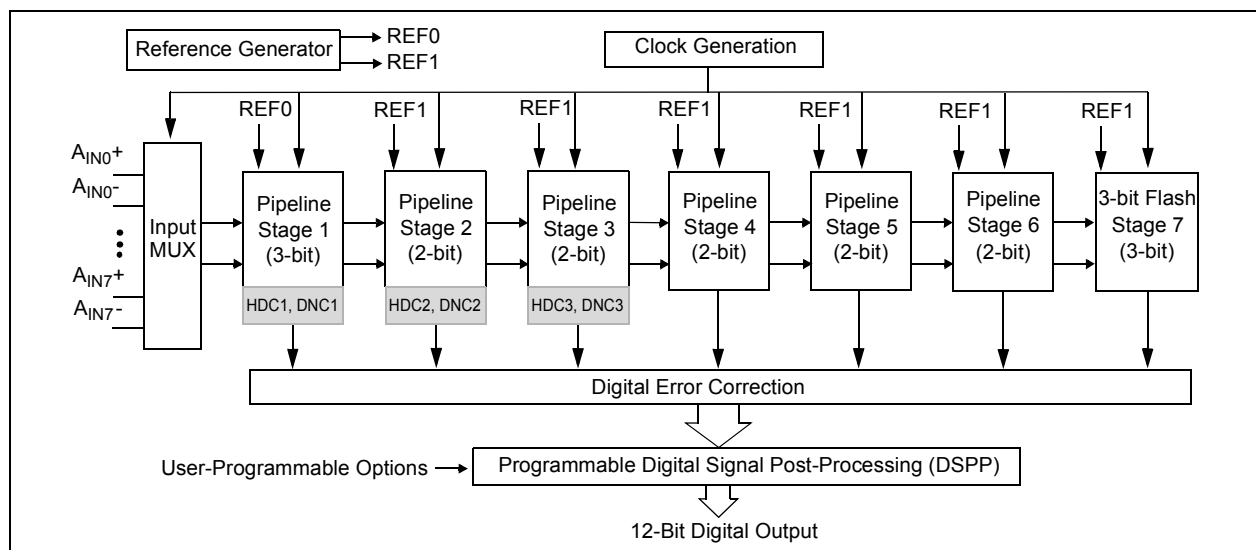 Reference Generator
REF0
REF1
Clock Generation
REF0
REF1
REF1
REF1
REF1
REF1
REF1
AIN0+
AIN0-
AIN7+
AIN7-
Input
MUX
Pipeline
Stage 1
(3-bit)
HDC1, DNC1
Pipeline
Stage 2
(2-bit)
HDC2, DNC2
Pipeline
Stage 3
(2-bit)
HDC3, DNC3
Pipeline
Stage 4
(2-bit)
Pipeline
Stage 5
(2-bit)
Pipeline
Stage 6
(2-bit)
3-bit Flash
Stage 7
(3-bit)
Digital Error Correction
User-Programmable Options
Programmable Digital Signal Post-Processing (DSPP)
12-Bit Digital Output